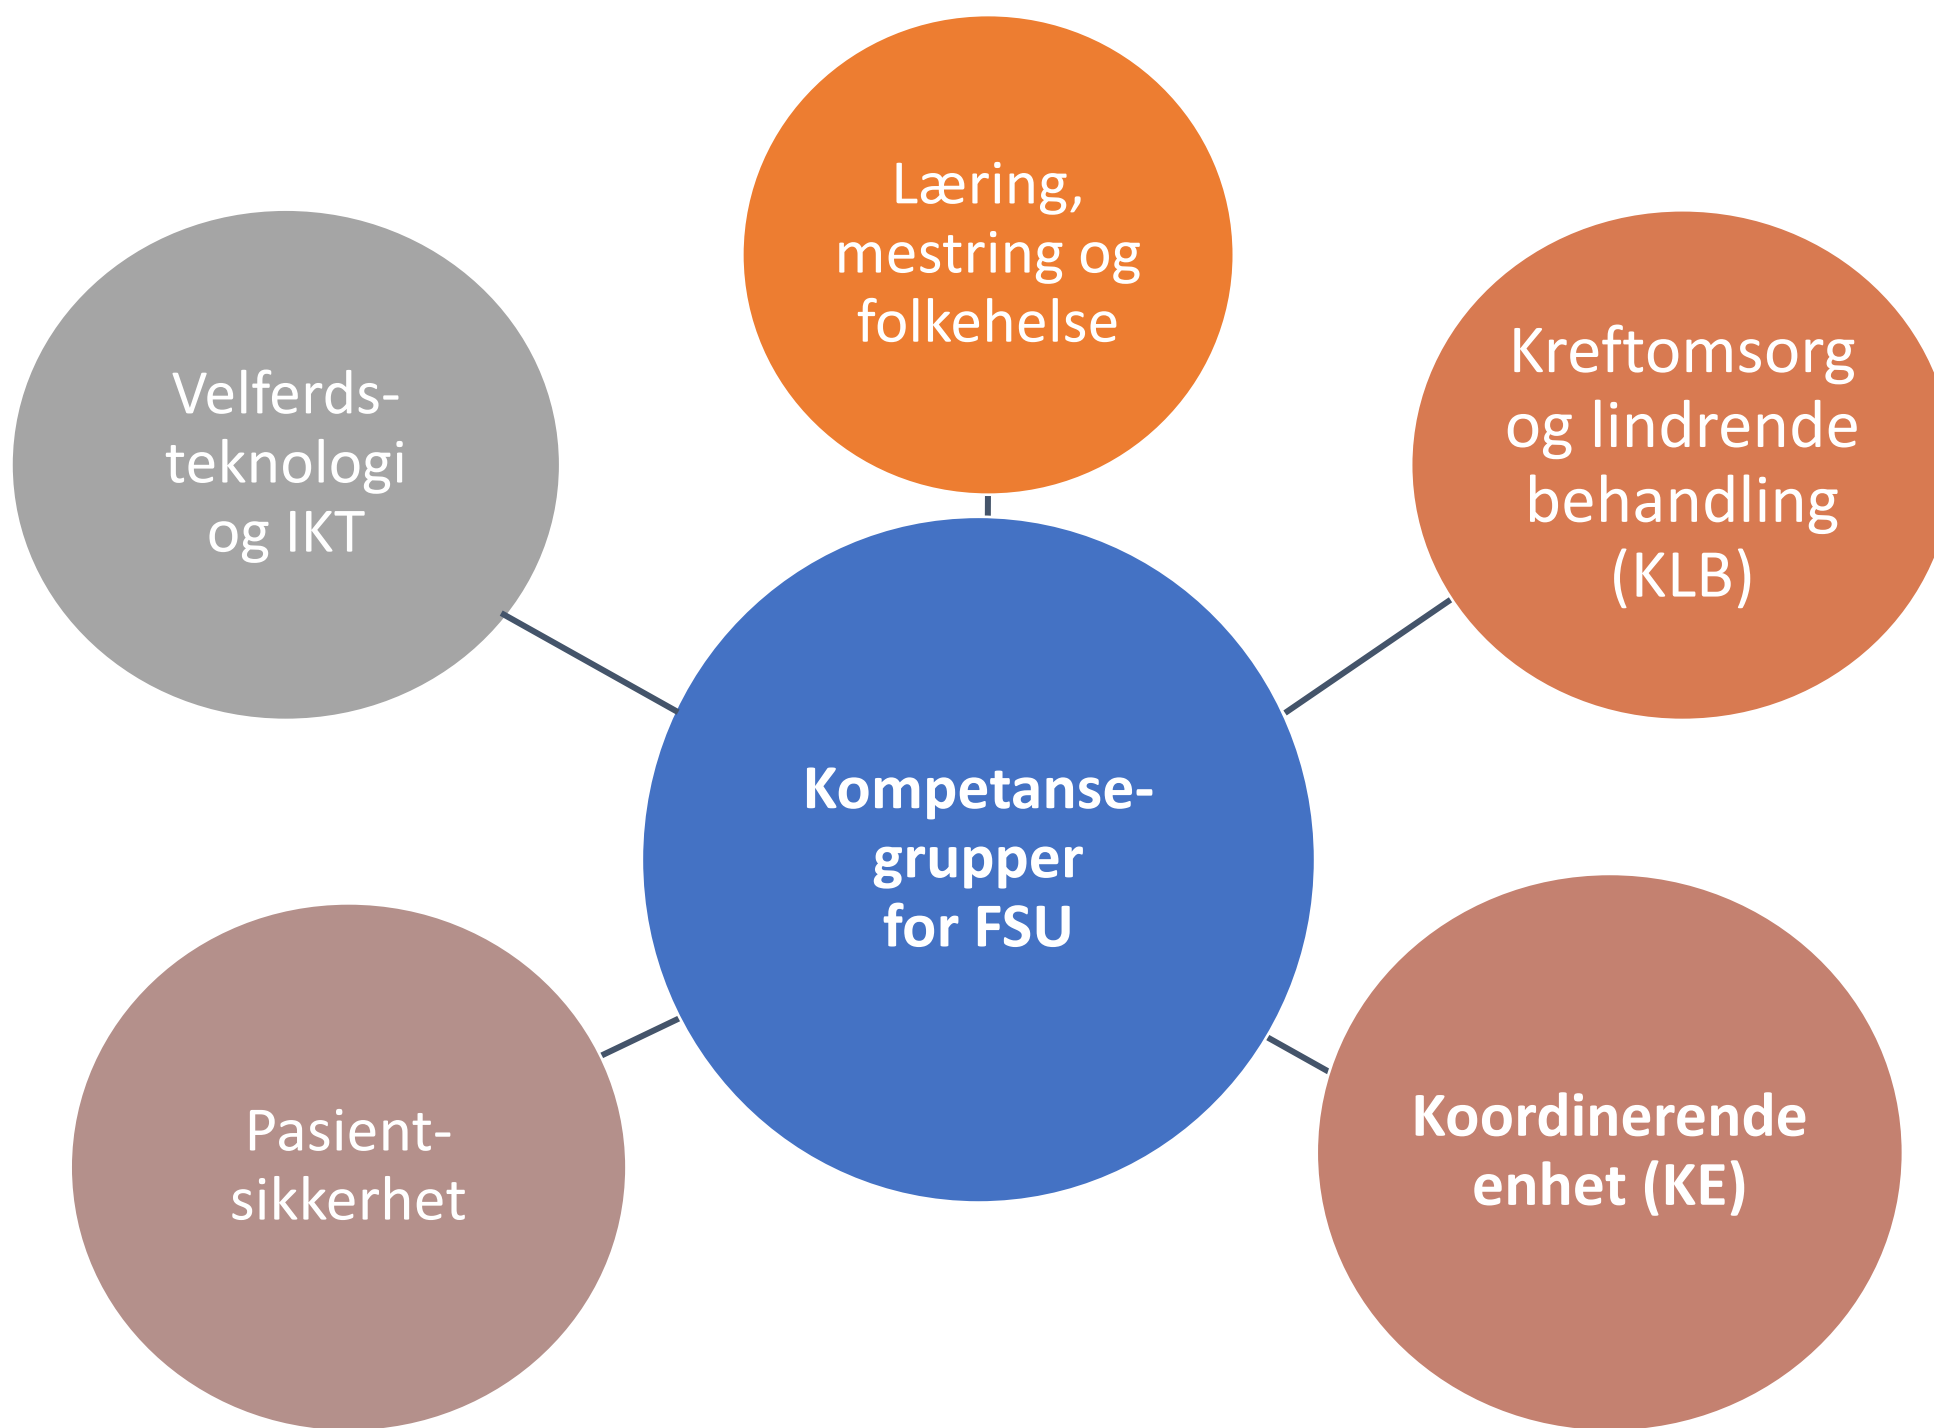 Læring,
mestring og
folkehelse
Velferds-
teknologi
og IKT
Kreftomsorg
og lindrende
behandling
(KLB)
Kompetanse-
grupper
for FSU
Pasient-
sikkerhet
Koordinerende
enhet (KE)